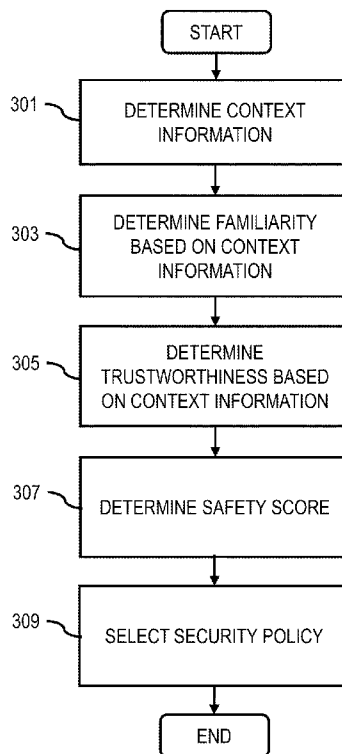 START
301
DETERMINE CONTEXT
INFORMATION
303
DETERMINE FAMILIARITY
BASED ON CONTEXT
INFORMATION
305
DETERMINE
TRUSTWORTHINESS BASED
ON CONTEXT INFORMATION
307
DETERMINE SAFETY SCORE
309
SELECT SECURITY POLICY
END